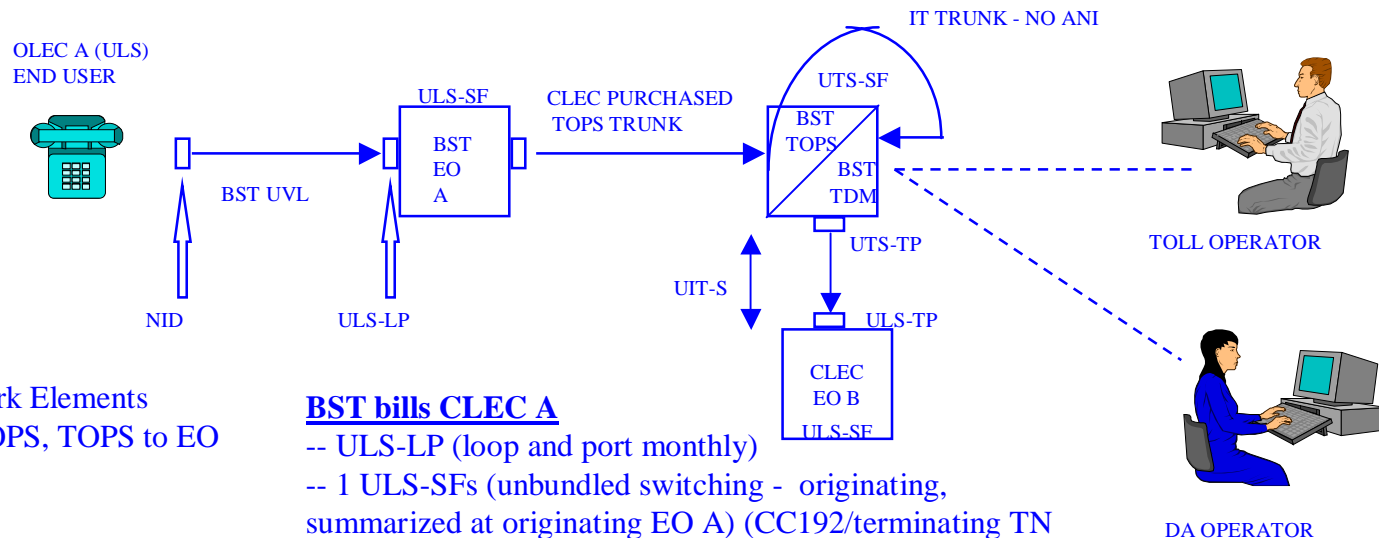 IT TRUNK - NO ANI
OLEC A (ULS)
END USER
UTS-SF
ULS-SF
CLEC PURCHASED
TOPS TRUNK
BST
EO
A
BST
TOPS
BST
TDM
BST UVL
UTS-TP
TOLL OPERATOR
UIT-S
NID
ULS-LP
ULS-TP
CLEC
EO B
ULS-SF
rk Elements
OPS, TOPS to EO
BST bills CLEC A
-- ULS-LP (loop and port monthly)
-- 1 ULS-SFs (unbundled switching - originating,
summarized at originating EO A) (CC192/terminating TN
DA OPERATOR